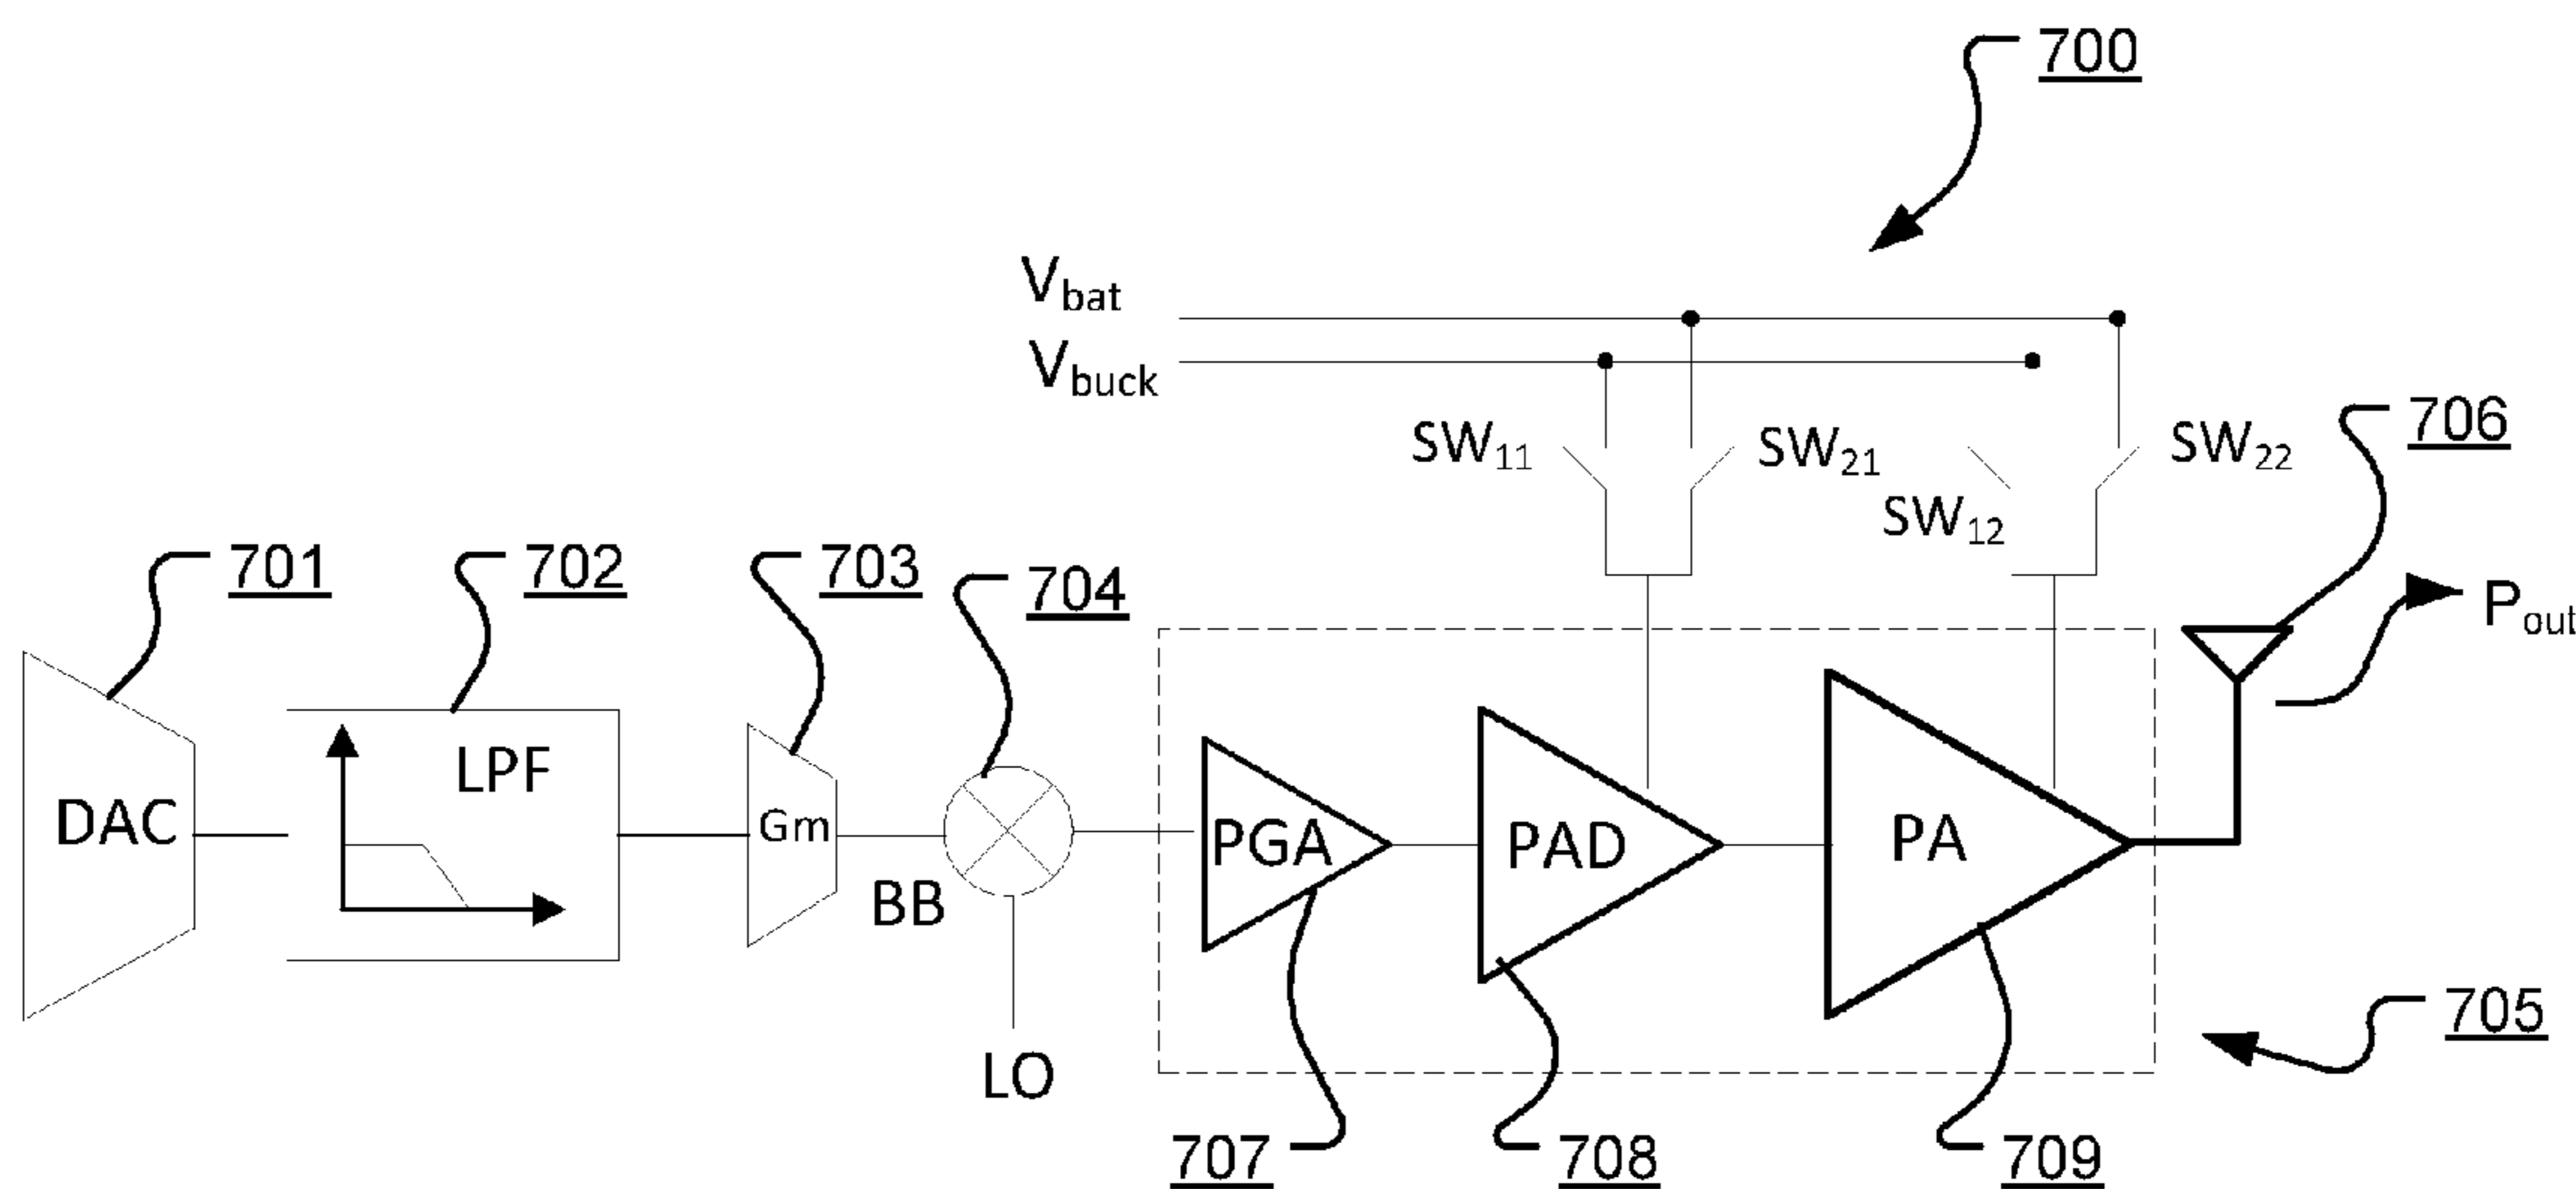 700
Vbat
Vbuck
SW11
SW21
SW12
SW22
706
701
702
703
704
Pout
DAC
LPF
Gm
BB
LO
PGA
PAD
PA
705
707
708
709